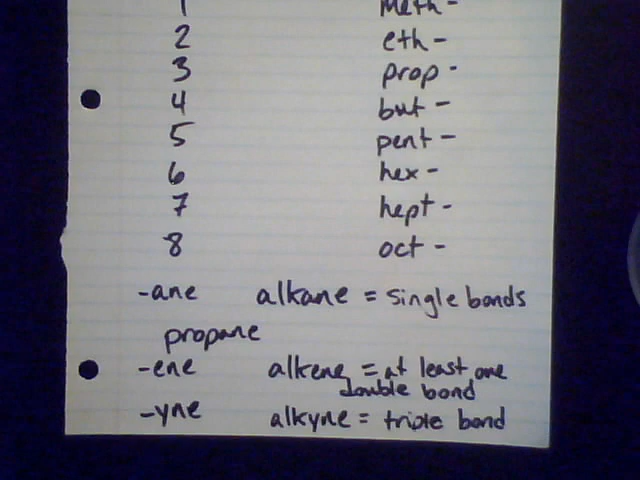 1 Meth-
2 eth-
3 prop-
4 but-
5 pent-
6 hex-
7 hept-
8 oct-
-ane alkane = single bonds
propane
-ene alkene = at least one
double bond
-yne alkyne = triple bond